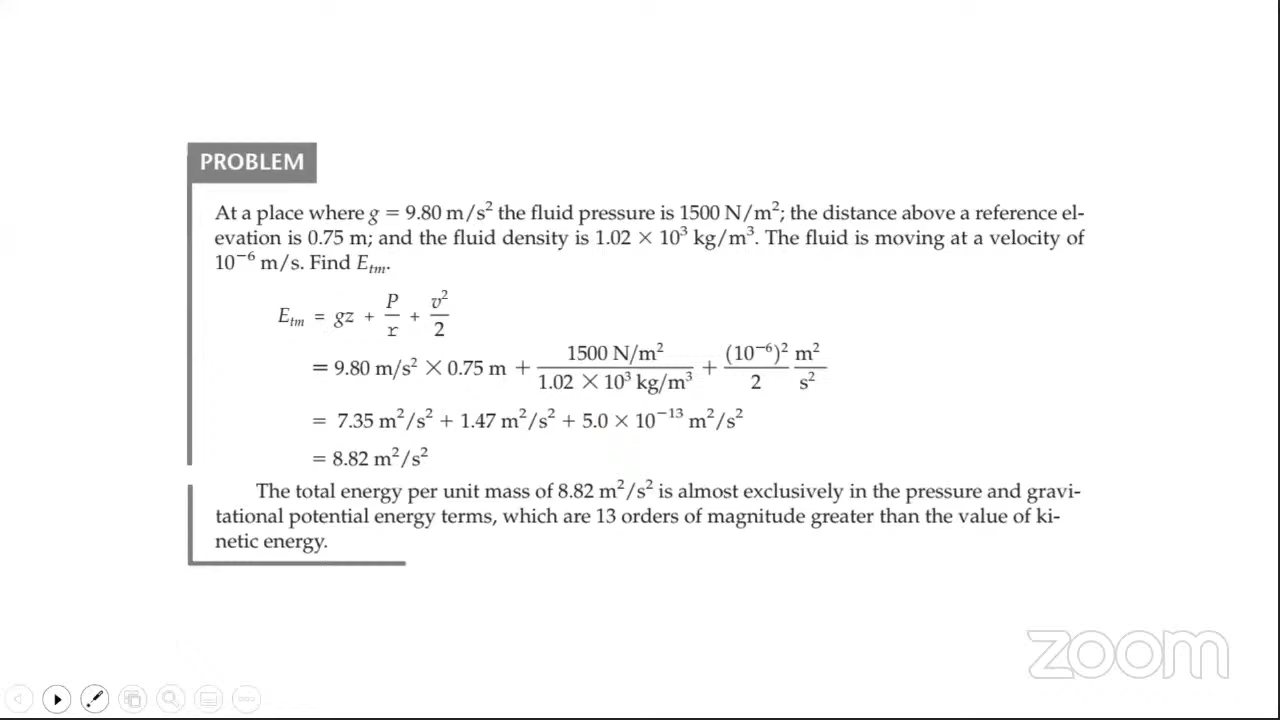 PROBLEM
At a place where g = 9.80 m/s² the fluid pressure is 1500 N/m²; the distance above a reference el-
evation is 0.75 m; and the fluid density is 1.02 × 10³ kg/m³. The fluid is moving at a velocity of
10⁻⁶ m/s. Find Eₜₘ.
Eₜₘ = gz + P/r + v²/2
= 9.80 m/s² × 0.75 m + 1500 N/m² / 1.02 × 10³ kg/m³ + (10⁻⁶)²/2 m²/s²
= 7.35 m²/s² + 1.47 m²/s² + 5.0 × 10⁻¹³ m²/s²
= 8.82 m²/s²
The total energy per unit mass of 8.82 m²/s² is almost exclusively in the pressure and gravi-
tational potential energy terms, which are 13 orders of magnitude greater than the value of ki-
netic energy.
zoom